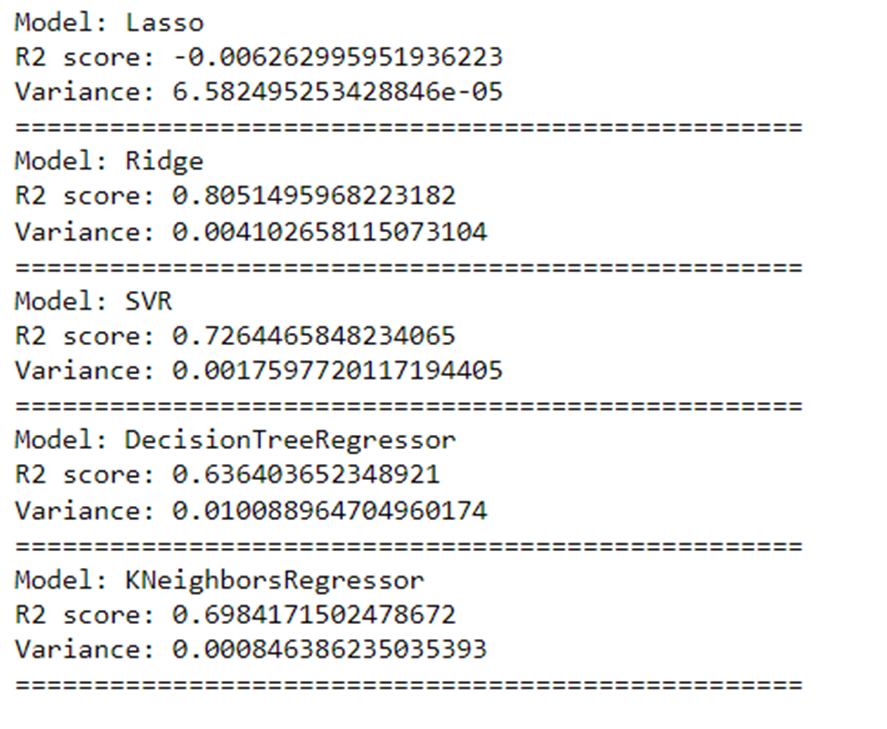 Model: Lasso
R2 score: -0.006262995951936223
Variance: 6.582495253428846e-05
==================================================
Model: Ridge
R2 score: 0.8051495968223182
Variance: 0.004102658115073104
==================================================
Model: SVR
R2 score: 0.7264465848234065
Variance: 0.0017597720117194405
==================================================
Model: DecisionTreeRegressor
R2 score: 0.636403652348921
Variance: 0.010088964704960174
==================================================
Model: KNeighborsRegressor
R2 score: 0.6984171502478672
Variance: 0.000846386235035393
==================================================